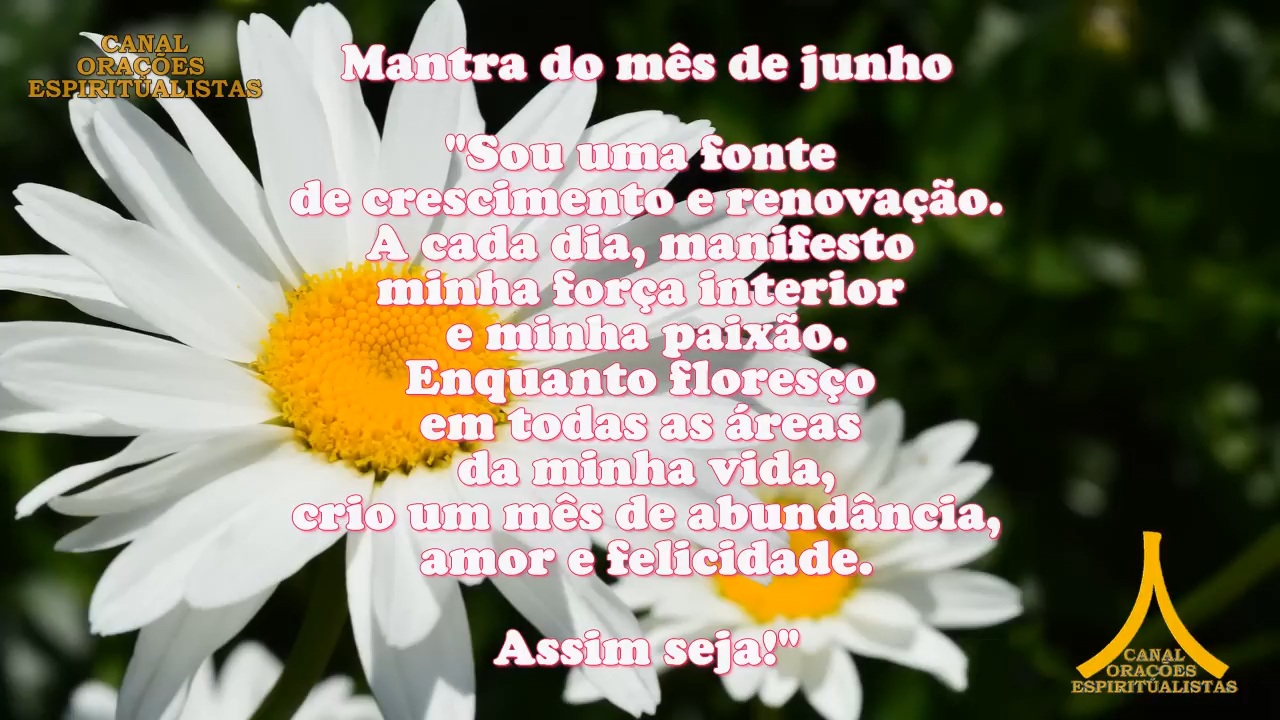 CANAL
ORAÇÕES
ESPIRITUALISTAS
Mantra do mês de junho
"Sou uma fonte
de crescimento e renovação.
A cada dia, manifesto
minha força interior
e minha paixão.
Enquanto floresço
em todas as áreas
da minha vida,
crio um mês de abundância,
amor e felicidade.
Assim seja!"
CANAL
ORAÇÕES
ESPIRITUALISTAS